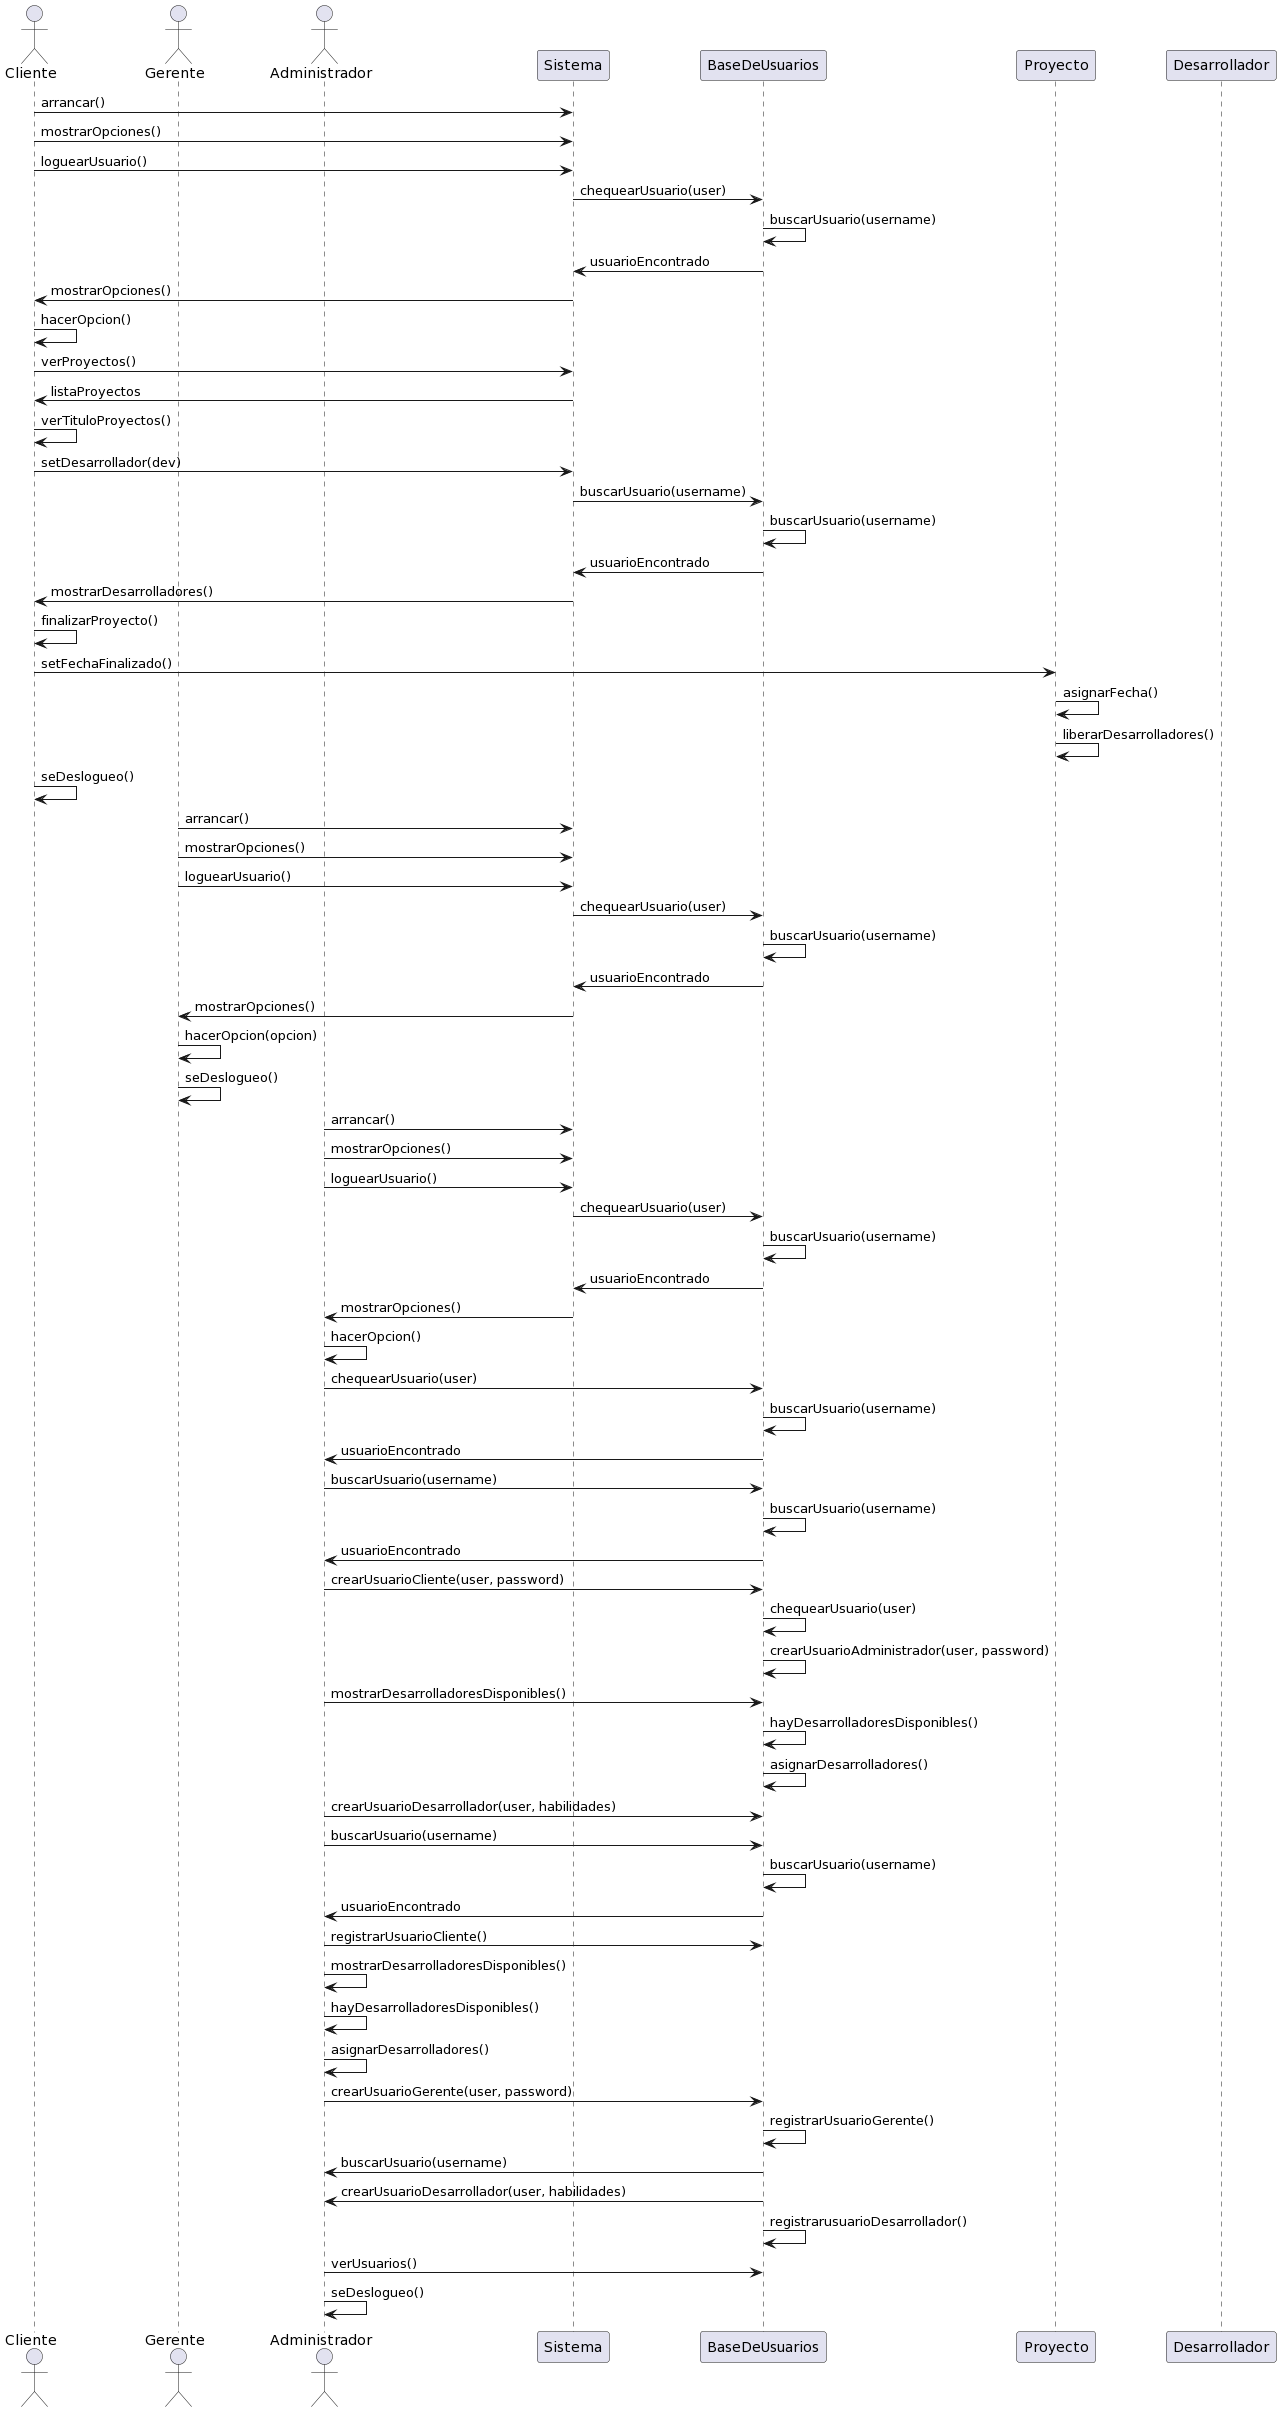 Cliente
Gerente
Administrador
Sistema
BaseDeUsuarios
Proyecto
Desarrollador
arrancar()
mostrarOpciones()
loguearUsuario()
chequearUsuario(user)
buscarUsuario(username)
usuarioEncontrado
mostrarOpciones()
hacerOpcion()
verProyectos()
listaProyectos
verTituloProyectos()
setDesarrollador(dev)
buscarUsuario(username)
buscarUsuario(username)
usuarioEncontrado
mostrarDesarrolladores()
finalizarProyecto()
setFechaFinalizado()
asignarFecha()
liberarDesarrolladores()
seDeslogueo()
arrancar()
mostrarOpciones()
loguearUsuario()
chequearUsuario(user)
buscarUsuario(username)
usuarioEncontrado
mostrarOpciones()
hacerOpcion(opcion)
seDeslogueo()
arrancar()
mostrarOpciones()
loguearUsuario()
chequearUsuario(user)
buscarUsuario(username)
usuarioEncontrado
mostrarOpciones()
hacerOpcion()
chequearUsuario(user)
buscarUsuario(username)
usuarioEncontrado
buscarUsuario(username)
buscarUsuario(username)
usuarioEncontrado
crearUsuarioCliente(user, password)
chequearUsuario(user)
crearUsuarioAdministrador(user, password)
mostrarDesarrolladoresDisponibles()
hayDesarrolladoresDisponibles()
asignarDesarrolladores()
crearUsuarioDesarrollador(user, habilidades)
buscarUsuario(username)
buscarUsuario(username)
usuarioEncontrado
registrarUsuarioCliente()
mostrarDesarrolladoresDisponibles()
hayDesarrolladoresDisponibles()
asignarDesarrolladores()
crearUsuarioGerente(user, password)
registrarUsuarioGerente()
buscarUsuario(username)
crearUsuarioDesarrollador(user, habilidades)
registrarusuarioDesarrollador()
verUsuarios()
seDeslogueo()
Cliente
Gerente
Administrador
Sistema
BaseDeUsuarios
Proyecto
Desarrollador